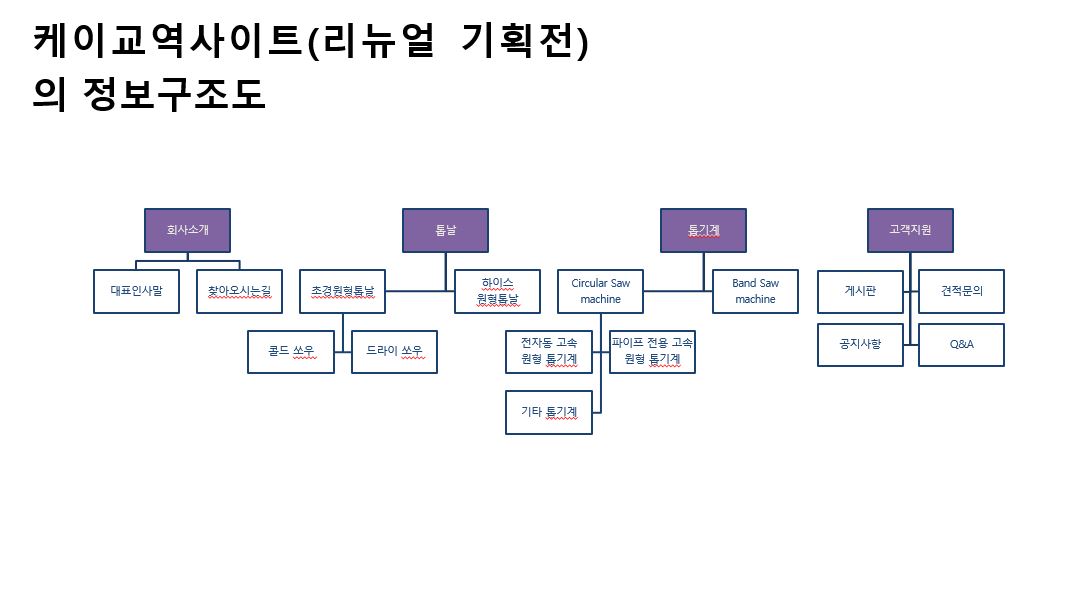 케이교역사이트(리뉴얼 기획전)
의 정보구조도
회사소개
톱날
톱기계
고객지원
대표인사말
찾아오시는길
초경원형톱날
하이스
원형톱날
Circular Saw
machine
Band Saw
machine
게시판
견적문의
콜드 쏘우
드라이 쏘우
전자동 고속
원형 톱기계
파이프 전용 고속
원형 톱기계
공지사항
Q&A
기타 톱기계